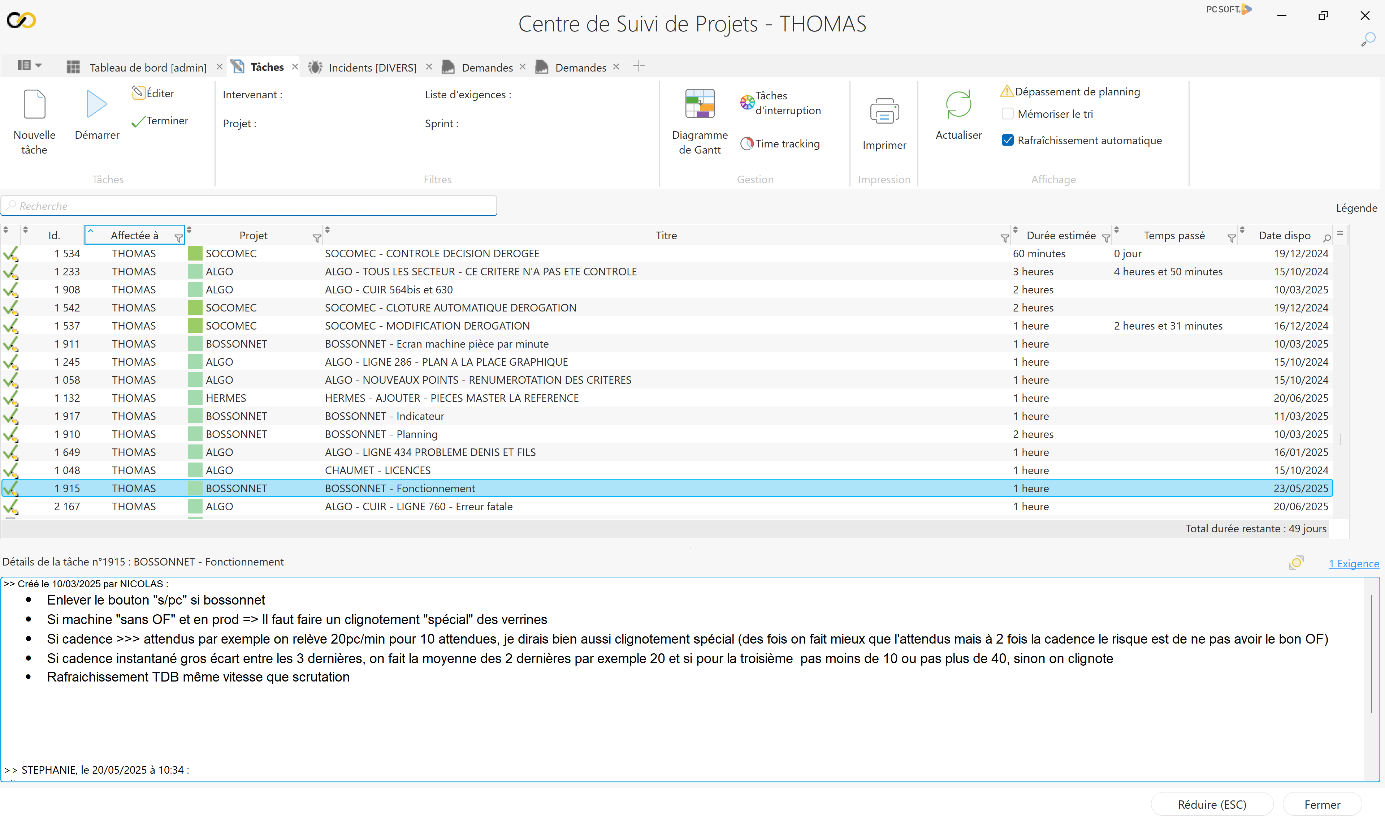 Centre de Suivi de Projets - THOMAS
PC SOFT
Tableau de bord [admin]
Tâches
Incidents [DIVERS]
Demandes
Demandes
Nouvelle tâche
Démarrer
Éditer
Terminer
Tâches
Intervenant :
Liste d'exigences :
Projet :
Sprint :
Filtres
Diagramme de Gantt
Tâches d'interruption
Time tracking
Gestion
Imprimer
Impression
Actualiser
Dépassement de planning
Mémoriser le tri
Rafraîchissement automatique
Affichage
Recherche
Légende
Id. Affectée à Projet Titre Durée estimée Temps passé Date dispo
1 534 THOMAS SOCOMEC SOCOMEC - CONTROLE DECISION DEROGEE 60 minutes 0 jour 19/12/2024
1 233 THOMAS ALGO ALGO - TOUS LES SECTEUR - CE CRITERE N'A PAS ETE CONTROLE 3 heures 4 heures et 50 minutes 15/10/2024
1 908 THOMAS ALGO ALGO - CUIR 564bis et 630 2 heures 10/03/2025
1 542 THOMAS SOCOMEC SOCOMEC - CLOTURE AUTOMATIQUE DEROGATION 2 heures 19/12/2024
1 537 THOMAS SOCOMEC SOCOMEC - MODIFICATION DEROGATION 1 heure 2 heures et 31 minutes 16/12/2024
1 911 THOMAS BOSSONNET BOSSONNET - Ecran machine pièce par minute 1 heure 10/03/2025
1 245 THOMAS ALGO ALGO - LIGNE 286 - PLAN A LA PLACE GRAPHIQUE 1 heure 15/10/2024
1 058 THOMAS ALGO ALGO - NOUVEAUX POINTS - RENUMEROTATION DES CRITERES 1 heure 15/10/2024
1 132 THOMAS HERMES HERMES - AJOUTER - PIECES MASTER LA REFERENCE 1 heure 20/06/2025
1 917 THOMAS BOSSONNET BOSSONNET - Indicateur 1 heure 11/03/2025
1 910 THOMAS BOSSONNET BOSSONNET - Planning 2 heures 10/03/2025
1 649 THOMAS ALGO ALGO - LIGNE 434 PROBLEME DENIS ET FILS 1 heure 16/01/2025
1 048 THOMAS ALGO CHAUMET - LICENCES 1 heure 15/10/2024
1 915 THOMAS BOSSONNET BOSSONNET - Fonctionnement 1 heure 23/05/2025
2 167 THOMAS ALGO ALGO - CUIR - LIGNE 760 - Erreur fatale 1 heure 20/06/2025
Total durée restante : 49 jours
Détails de la tâche n°1915 : BOSSONNET - Fonctionnement
1 Exigence
>> Créé le 10/03/2025 par NICOLAS :
• Enlever le bouton "s/pc" si bossonnet
• Si machine "sans OF" et en prod => Il faut faire un clignotement "spécial" des verrines
• Si cadence >>> attendus par exemple on relève 20pc/min pour 10 attendues, je dirais bien aussi clignotement spécial (des fois on fait mieux que l'attendus mais à 2 fois la cadence le risque est de ne pas avoir le bon OF)
• Si cadence instantané gros écart entre les 3 dernières, on fait la moyenne des 2 dernières par exemple 20 et si pour la troisième pas moins de 10 ou pas plus de 40, sinon on clignote
• Rafraichissement TDB même vitesse que scrutation
>> STEPHANIE, le 20/05/2025 à 10:34 :
Réduire (ESC)
Fermer